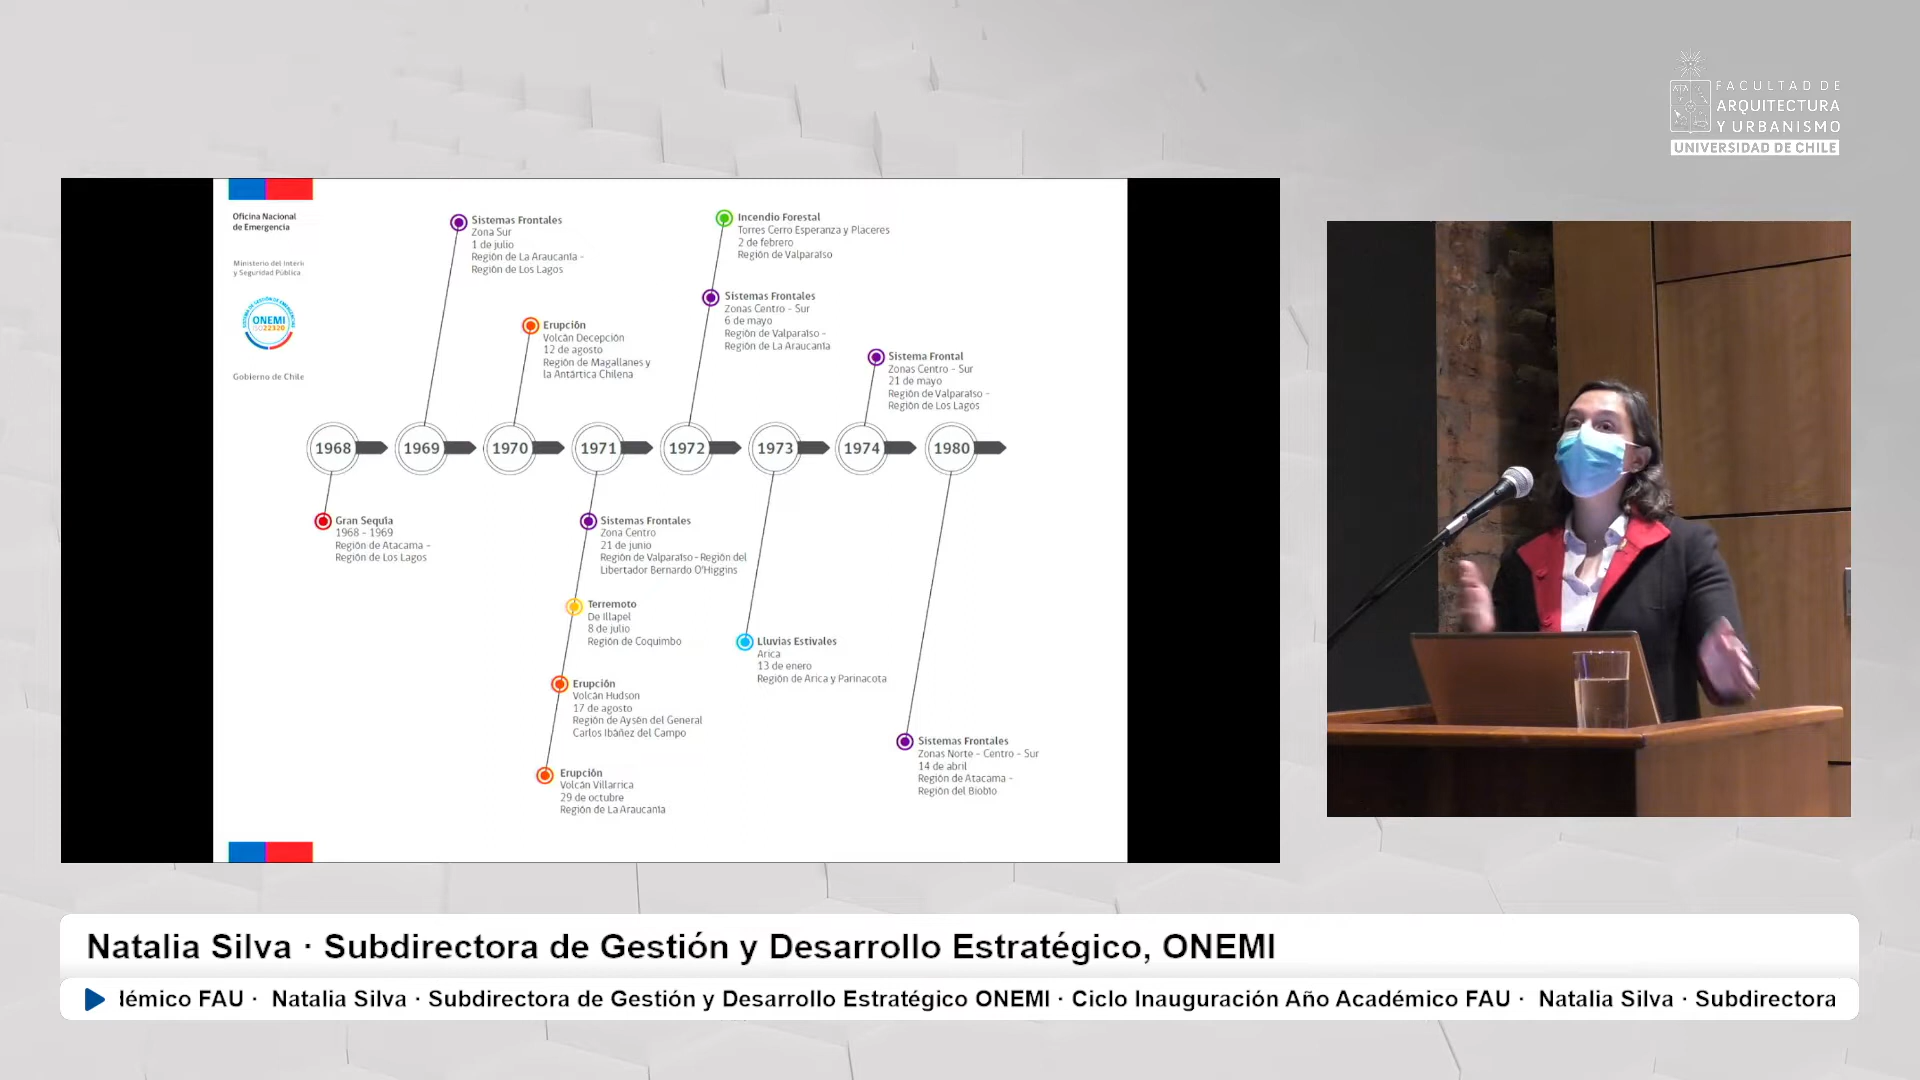 FACULTAD DE
ARQUITECTURA
Y URBANISMO
UNIVERSIDAD DE CHILE
Oficina Nacional
de Emergencia
Ministerio del Interi
y Seguridad Pública
SISTEMA DE GESTIÓN DE EMERGENCIAS
ONEMI
ISO22320
Gobierno de Chile
Sistemas Frontales
Zona Sur
1 de julio
Región de La Araucanía -
Región de Los Lagos
Erupción
Volcán Decepción
12 de agosto
Región de Magallanes y
la Antártica Chilena
Incendio Forestal
Torres Cerro Esperanza y Placeres
2 de febrero
Región de Valparaíso
Sistemas Frontales
Zonas Centro - Sur
6 de mayo
Región de Valparaíso -
Región de La Araucanía
Sistema Frontal
Zonas Centro - Sur
21 de mayo
Región de Valparaíso -
Región de Los Lagos
1968
1969
1970
1971
1972
1973
1974
1980
Gran Sequía
1968 - 1969
Región de Atacama -
Región de Los Lagos
Sistemas Frontales
Zona Centro
21 de junio
Región de Valparaíso - Región del
Libertador Bernardo O'Higgins
Terremoto
De Illapel
8 de julio
Región de Coquimbo
Erupción
Volcán Hudson
17 de agosto
Región de Aysén del General
Carlos Ibáñez del Campo
Erupción
Volcán Villarrica
29 de octubre
Región de La Araucanía
Lluvias Estivales
Arica
13 de enero
Región de Arica y Parinacota
Sistemas Frontales
Zonas Norte - Centro - Sur
14 de abril
Región de Atacama -
Región del Biobío
Natalia Silva · Subdirectora de Gestión y Desarrollo Estratégico, ONEMI
démico FAU · Natalia Silva · Subdirectora de Gestión y Desarrollo Estratégico ONEMI · Ciclo Inauguración Año Académico FAU · Natalia Silva · Subdirectora